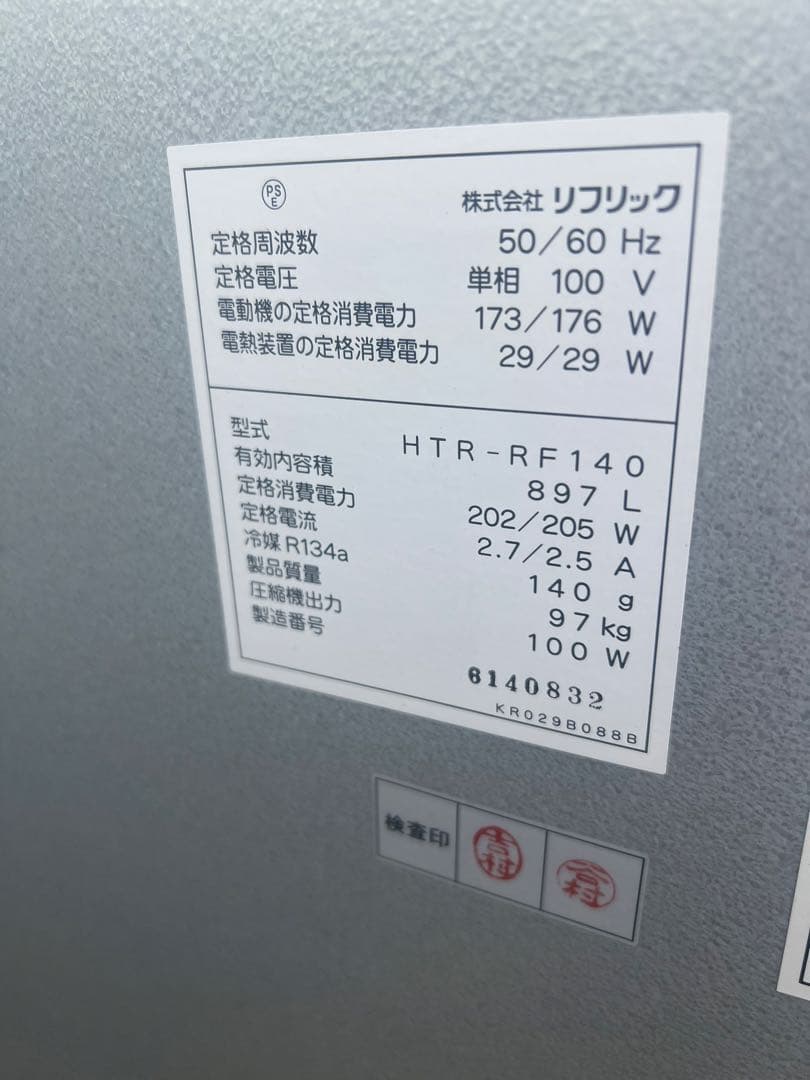 PSE
株式会社 リフリック
定格周波数 50/60 Hz
定格電圧 単相 100 V
電動機の定格消費電力 173/176 W
電熱装置の定格消費電力 29/29 W
型式 HTR-RF140
有効内容積 897 L
定格消費電力 202/205 W
定格電流 2.7/2.5 A
冷媒 R134a 140 g
製品質量 97 kg
圧縮機出力 100 W
製造番号 6140832
KR029B088B
検査印 吉村 谷村